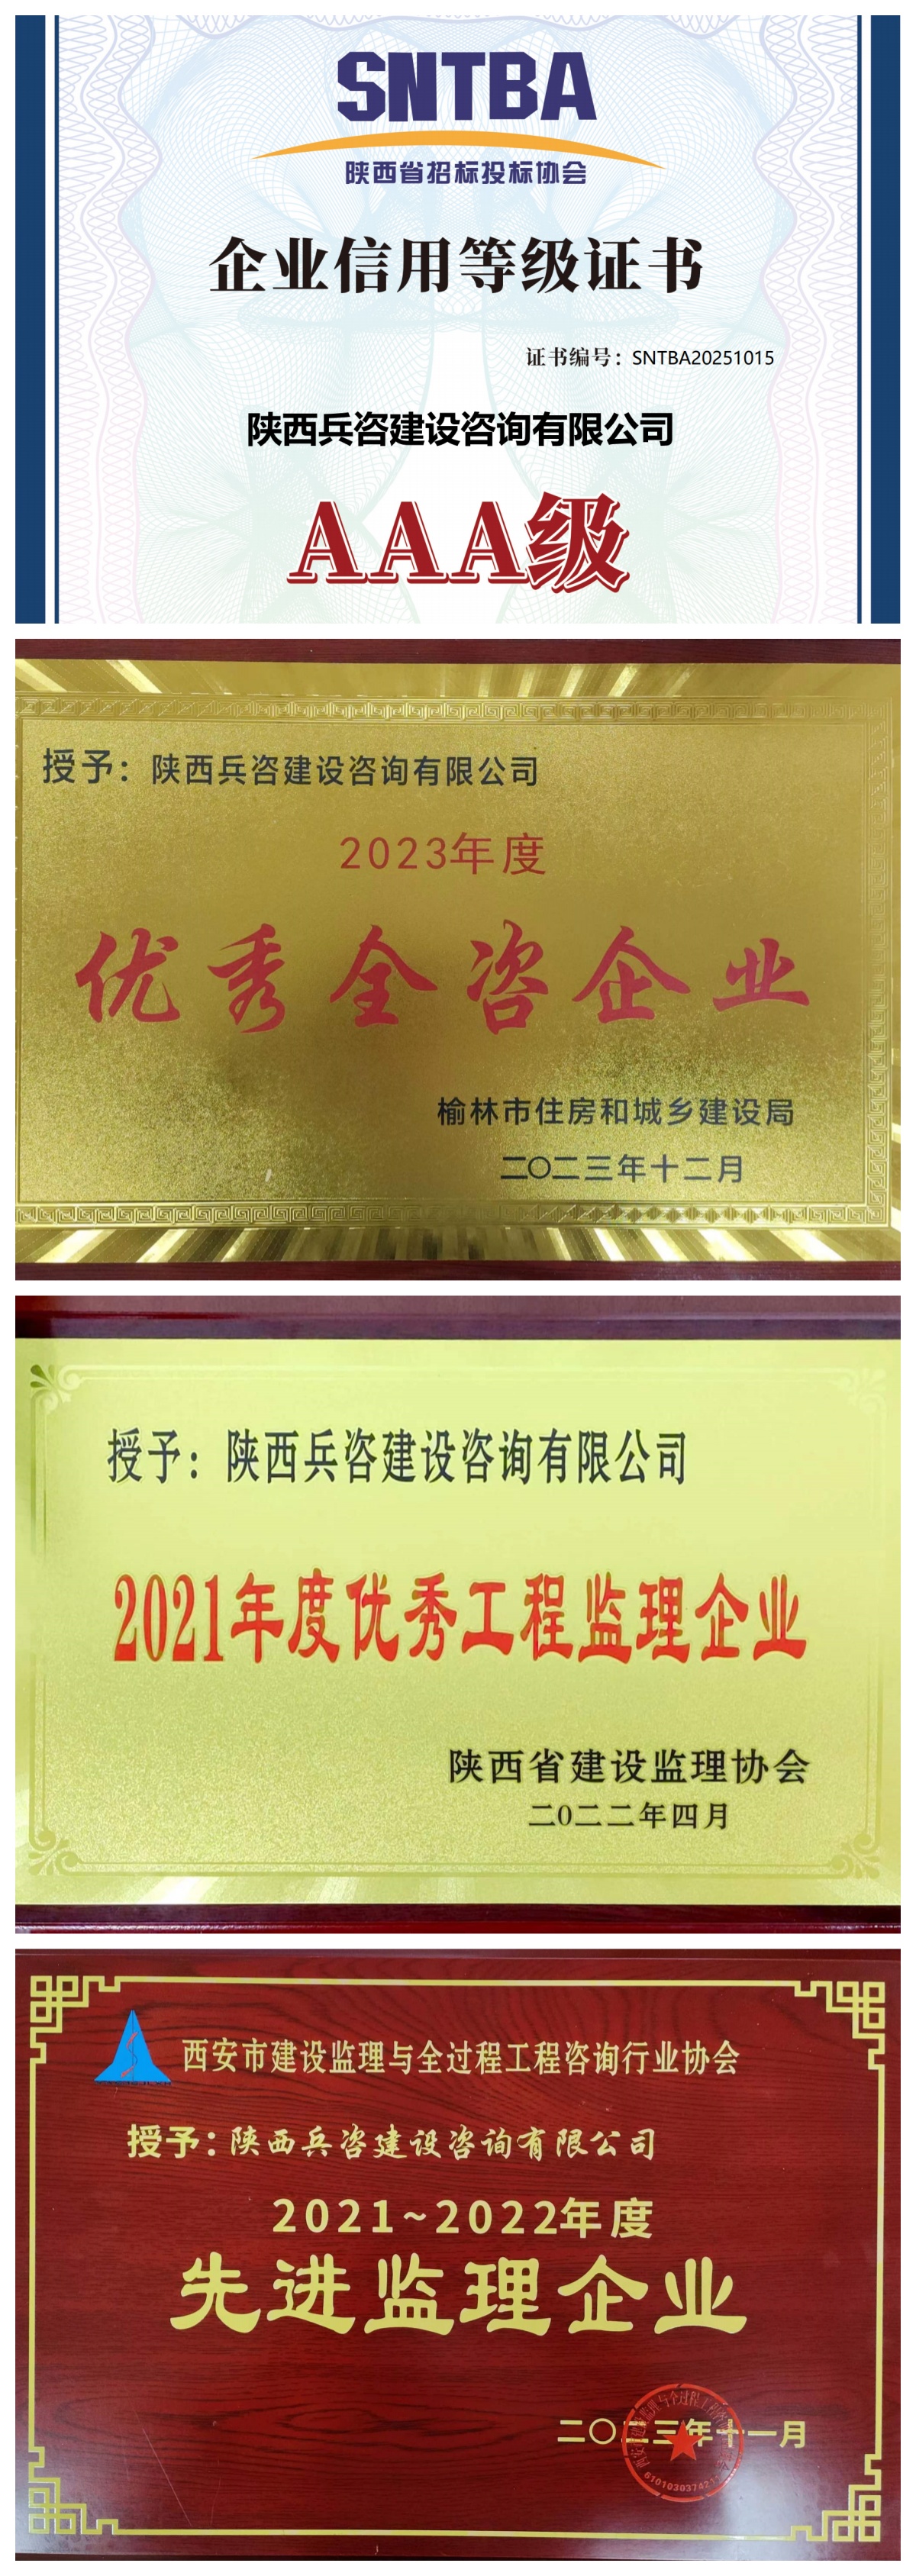 SNTBA
陕西省招标投标协会
企业信用等级证书
证书编号：SNTBA20251015
陕西兵咨建设咨询有限公司
AAA级
授予：陕西兵咨建设咨询有限公司
2023年度
优秀全咨企业
榆林市住房和城乡建设局
二〇二三年十二月
授予：陕西兵咨建设咨询有限公司
2021年度优秀工程监理企业
陕西省建设监理协会
二0二二年四月
西安市建设监理与全过程工程咨询行业协会
授予：陕西兵咨建设咨询有限公司
2021~2022年度
先进监理企业
二〇二三年十一月